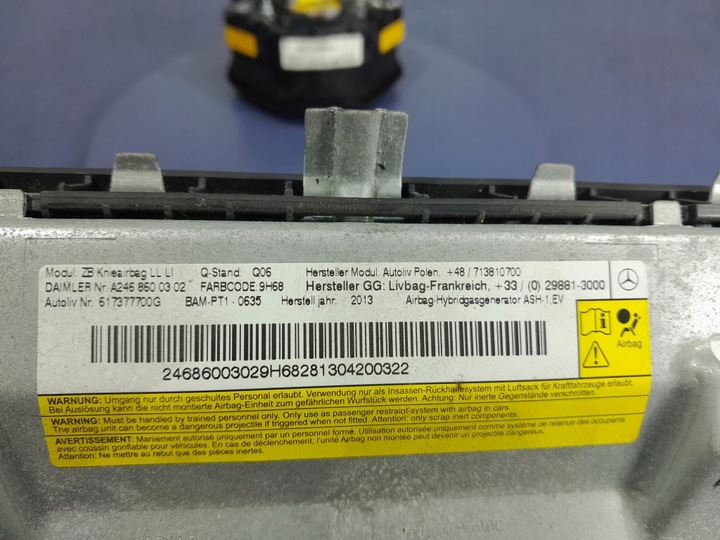 Modul: ZB Knieairbag LL LI Q-Stand: Q06 Hersteller Modul: Autoliv Polen, +48 / 713810700
DAIMLER Nr.: A246 860 03 02 FARBCODE: 9H68 Hersteller GG: Livbag-Frankreich, +33 / (0) 29881-3000
Autoliv Nr: 617377700G BAM-PT1 - 0635 Herstell jahr: 2013 Airbag-Hybridgasgenerator ASH-1,EV
Airbag
24686003029H68281304200322
WARNUNG: Umgang nur durch geschultes Personal erlaubt. Verwendung nur als Insassen-Rückhaltesystem mit Luftsack für Kraftfahrzeuge erlaubt.
Bei Auslösung kann die nicht montierte Airbag-Einheit zum gefährlichen Wurfstück werden. Achtung: Nur innere Gegenstände verschrotten.
WARNING: Must be handled by trained personnel only. Only use as passenger restraint-system with airbag in cars.
The airbag unit can become a dangerous projectile if triggered when not fitted. Attention: only scrap inert components.
AVERTISSEMENT: Maniement autorisé uniquement par un personnel formé. Utilisation autorisée uniquement comme système de retenue des occupants
avec coussin gonflable pour véhicules. En cas de déclenchement, l'unité Airbag non montée peut devenir un projectile dangereux.
Attention: Ne mettre au rebut que des pièces inertes.